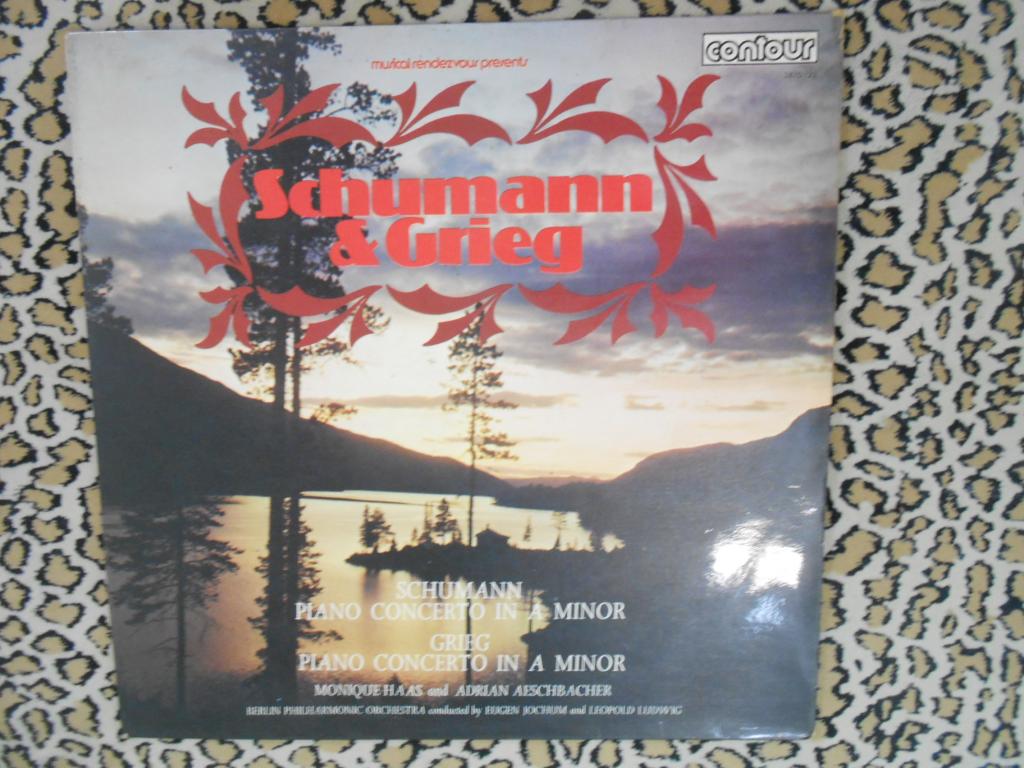 musical rendezvous presents
contour
Schumann
& Grieg
SCHUMANN
PIANO CONCERTO IN A MINOR
GRIEG
PIANO CONCERTO IN A MINOR
MONIQUE HAAS and ADRIAN AESCHBACHER
BERLIN PHILHARMONIC ORCHESTRA conducted by EUGEN JOCHUM and LEOPOLD LUDWIG